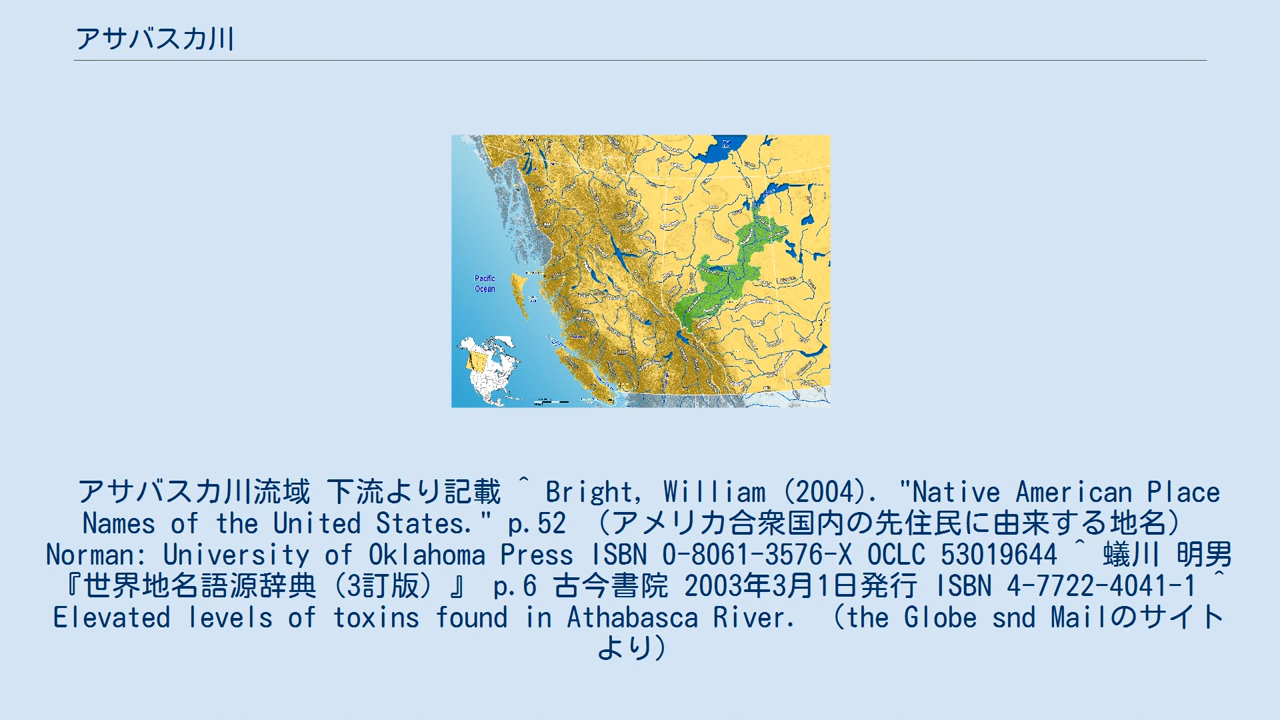 アサバスカ川
Pacific
Ocean
アサバスカ川流域 下流より記載 ^ Bright, William (2004). "Native American Place
Names of the United States." p.52 （アメリカ合衆国内の先住民に由来する地名）
Norman: University of Oklahoma Press ISBN 0-8061-3576-X OCLC 53019644 ^ 蟻川 明男
『世界地名語源辞典（3訂版）』 p.6 古今書院 2003年3月1日発行 ISBN 4-7722-4041-1 ^
Elevated levels of toxins found in Athabasca River. （the Globe snd Mailのサイト
より）